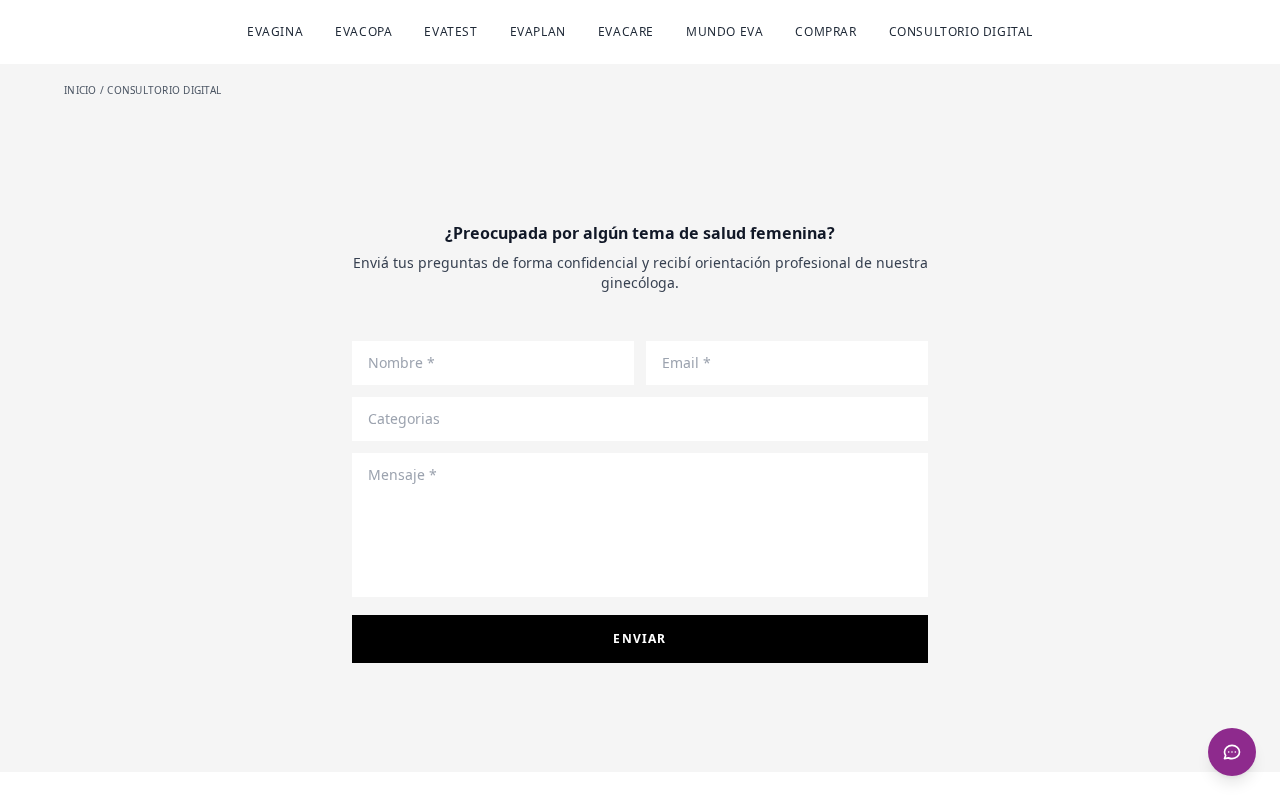 EVAGINA EVACOPA EVATEST EVAPLAN EVACARE MUNDO EVA COMPRAR CONSULTORIO DIGITAL
INICIO / CONSULTORIO DIGITAL
¿Preocupada por algún tema de salud femenina?
Enviá tus preguntas de forma confidencial y recibí orientación profesional de nuestra
ginecóloga.
Nombre * Email *
Categorias
Mensaje *
ENVIAR